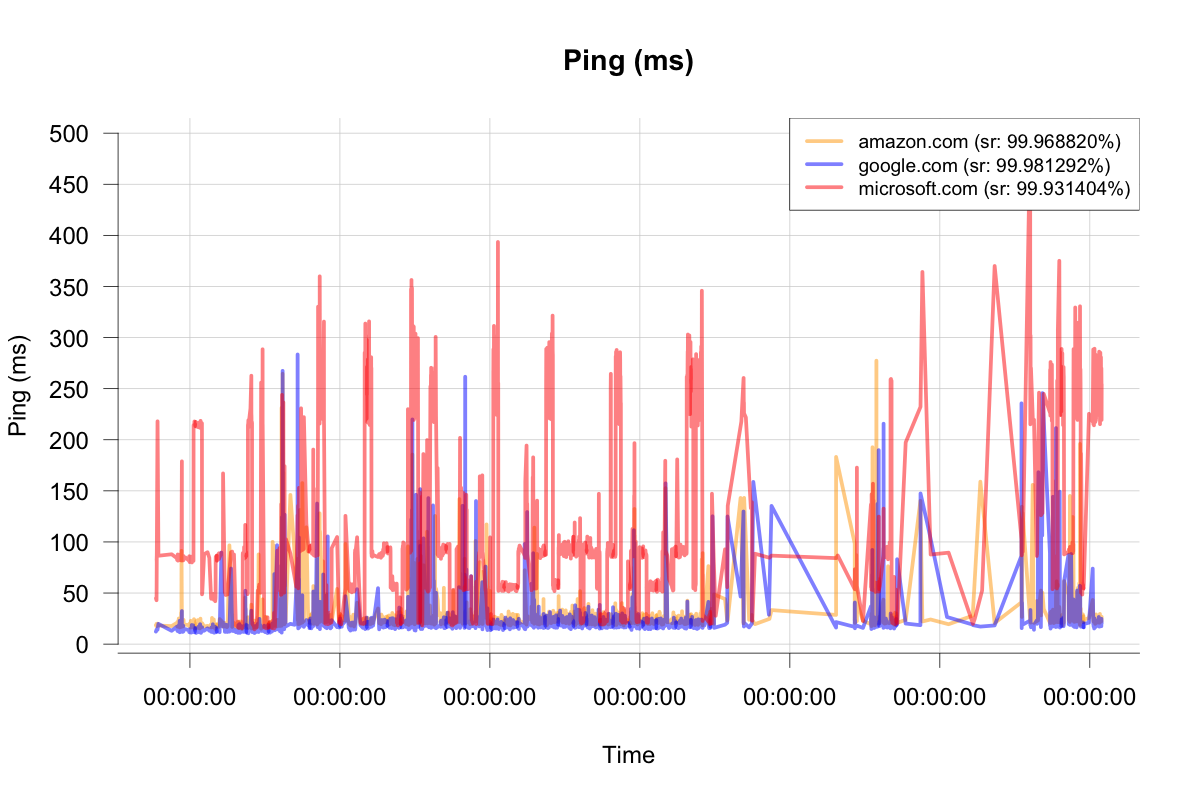 Ping (ms)
amazon.com (sr: 99.968820%)
google.com (sr: 99.981292%)
microsoft.com (sr: 99.931404%)
500
450
400
350
300
250
200
150
100
50
0
Ping (ms)
00:00:00 00:00:00 00:00:00 00:00:00 00:00:00 00:00:00 00:00:00
Time